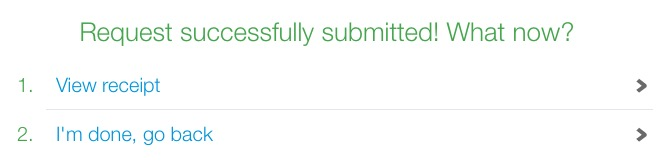 Request successfully submitted! What now?
1. View receipt
2. I'm done, go back